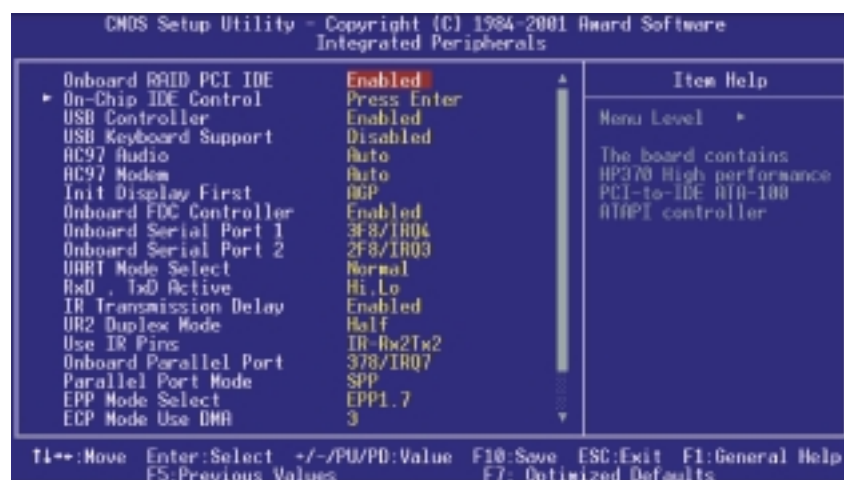 CMOS Setup Utility - Copyright (C) 1984-2001 Award Software
Integrated Peripherals
Onboard RAID PCI IDE Enabled
On-Chip IDE Control Press Enter
USB Controller Enabled
USB Keyboard Support Disabled
AC97 Audio Auto
AC97 Modem Auto
Init Display First AGP
Onboard FDC Controller Enabled
Onboard Serial Port 1 3F8/IRQ4
Onboard Serial Port 2 2F8/IRQ3
UART Mode Select Normal
RxD , TxD Active Hi,Lo
IR Transmission Delay Enabled
UR2 Duplex Mode Half
Use IR Pins IR-Rx2Tx2
Onboard Parallel Port 378/IRQ7
Parallel Port Mode SPP
EPP Mode Select EPP1.7
ECP Mode Use DMA 3
Item Help
Menu Level
The board contains
HP370 High performance
PCI-to-IDE ATA-100
ATAPI controller
↑↓→←:Move Enter:Select +/-/PU/PD:Value F10:Save ESC:Exit F1:General Help
F5:Previous Values F7: Optimized Defaults